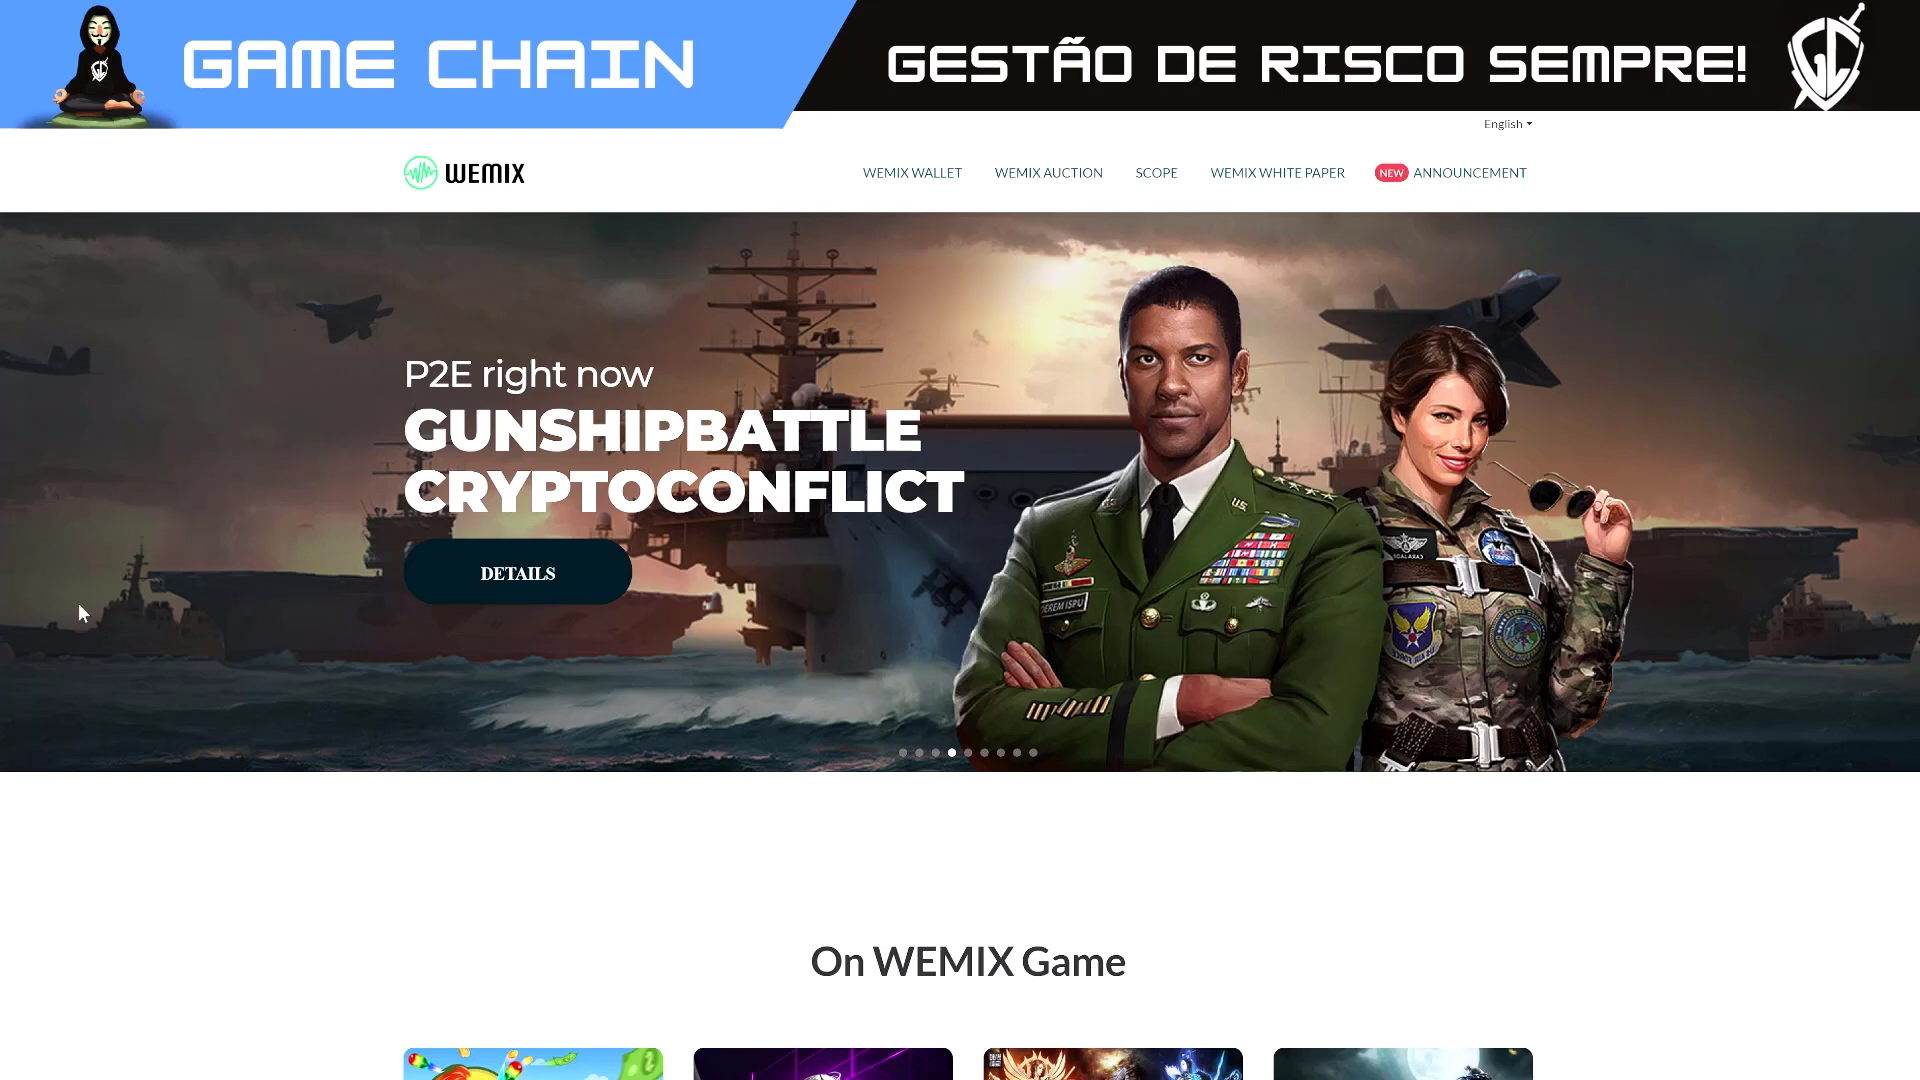 GAME CHAIN
GESTÃO DE RISCO SEMPRE!
English
WEMIX
WEMIX WALLET
WEMIX AUCTION
SCOPE
WEMIX WHITE PAPER
NEW
ANNOUNCEMENT
P2E right now
GUNSHIPBATTLE
CRYPTOCONFLICT
DETAILS
U.S.
On WEMIX Game